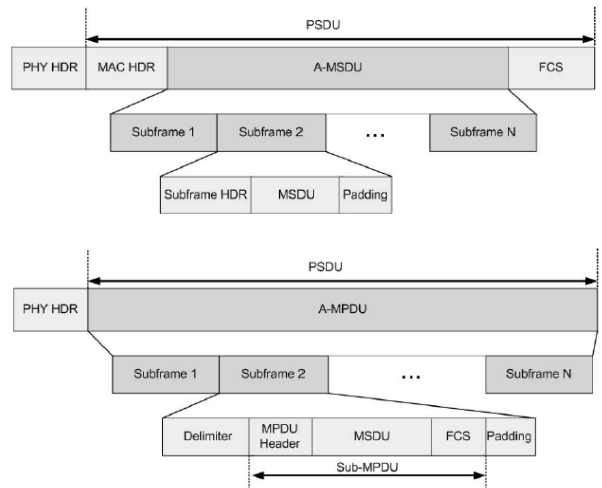 PSDU
PHY HDR MAC HDR A-MSDU FCS
Subframe 1 Subframe 2 ... Subframe N
Subframe HDR MSDU Padding
PSDU
PHY HDR A-MPDU
Subframe 1 Subframe 2 ... Subframe N
Delimiter MPDU Header MSDU FCS Padding
Sub-MPDU